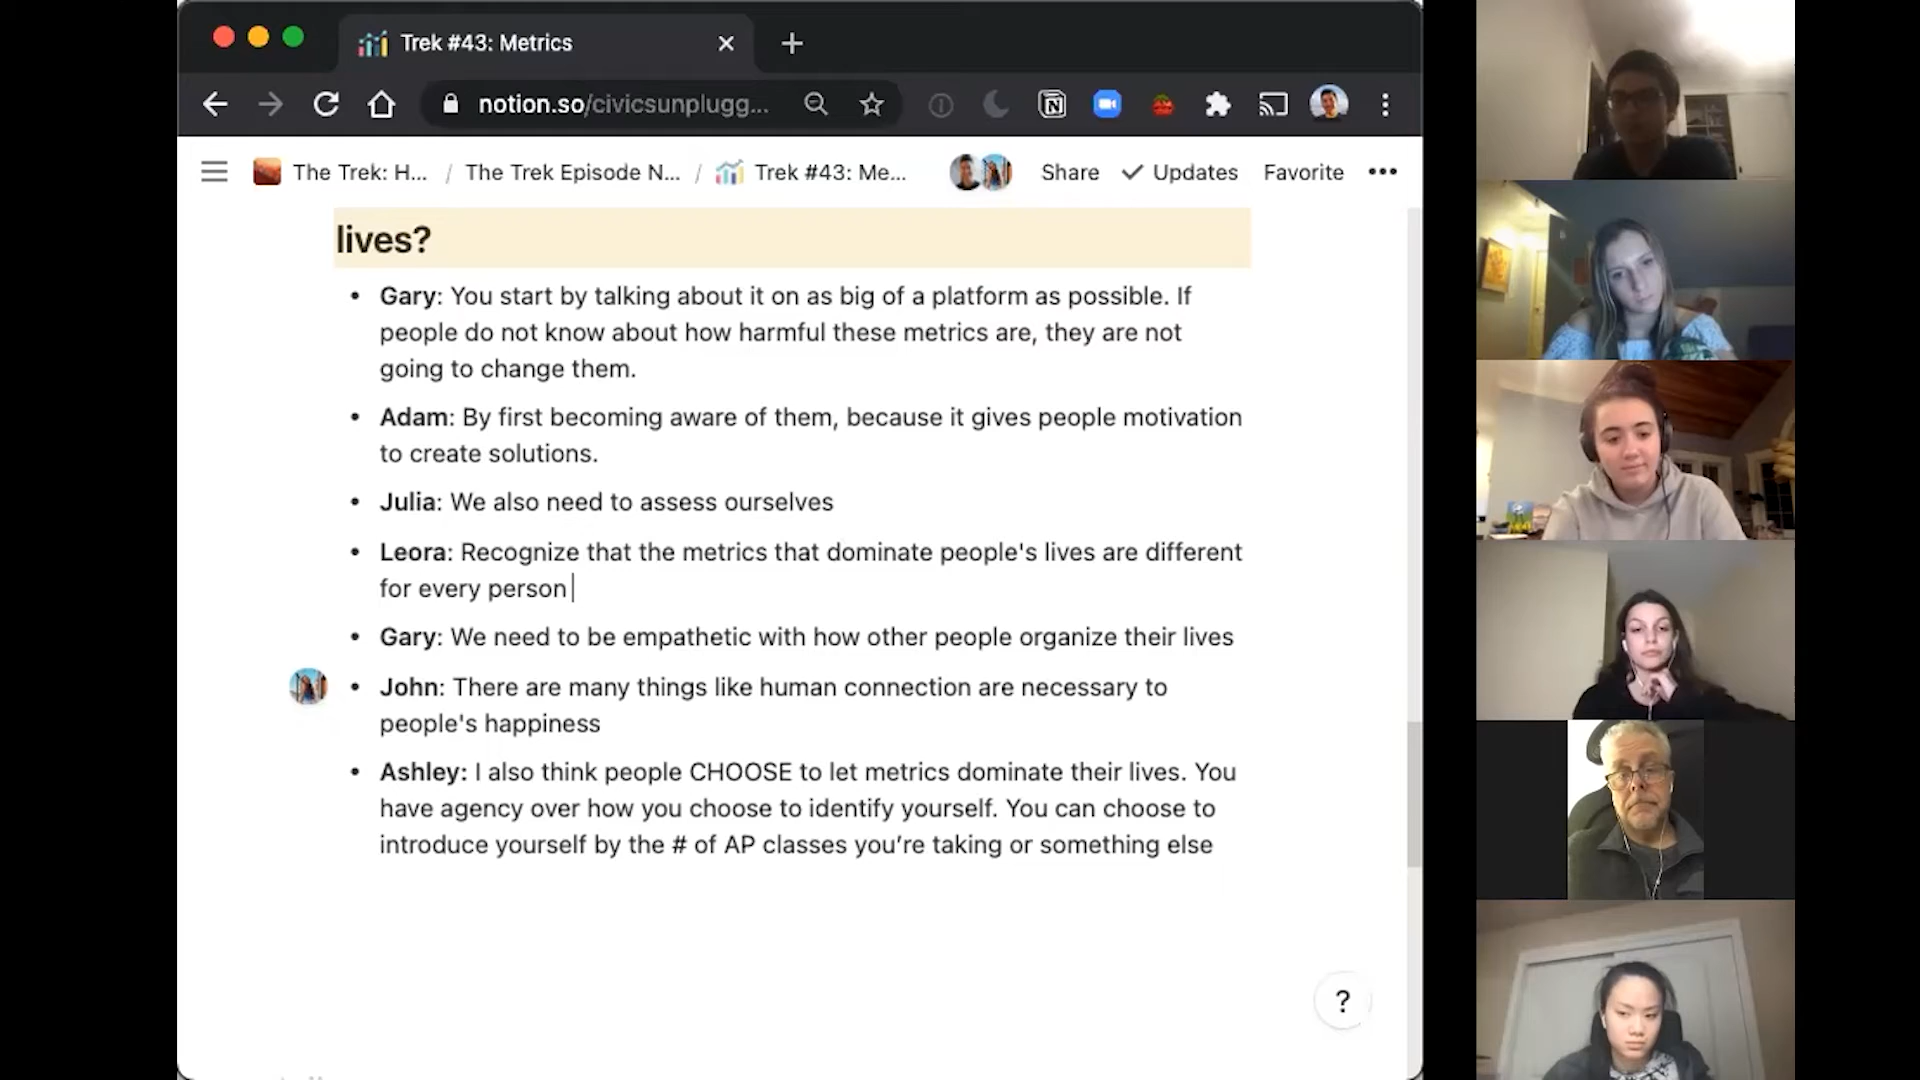 Trek #43: Metrics
notion.so/civicsunplugg...
The Trek: H... / The Trek Episode N... / Trek #43: Me... Share Updates Favorite
lives?
• Gary: You start by talking about it on as big of a platform as possible. If
people do not know about how harmful these metrics are, they are not
going to change them.
• Adam: By first becoming aware of them, because it gives people motivation
to create solutions.
• Julia: We also need to assess ourselves
• Leora: Recognize that the metrics that dominate people's lives are different
for every person
• Gary: We need to be empathetic with how other people organize their lives
• John: There are many things like human connection are necessary to
people's happiness
• Ashley: I also think people CHOOSE to let metrics dominate their lives. You
have agency over how you choose to identify yourself. You can choose to
introduce yourself by the # of AP classes you’re taking or something else
?